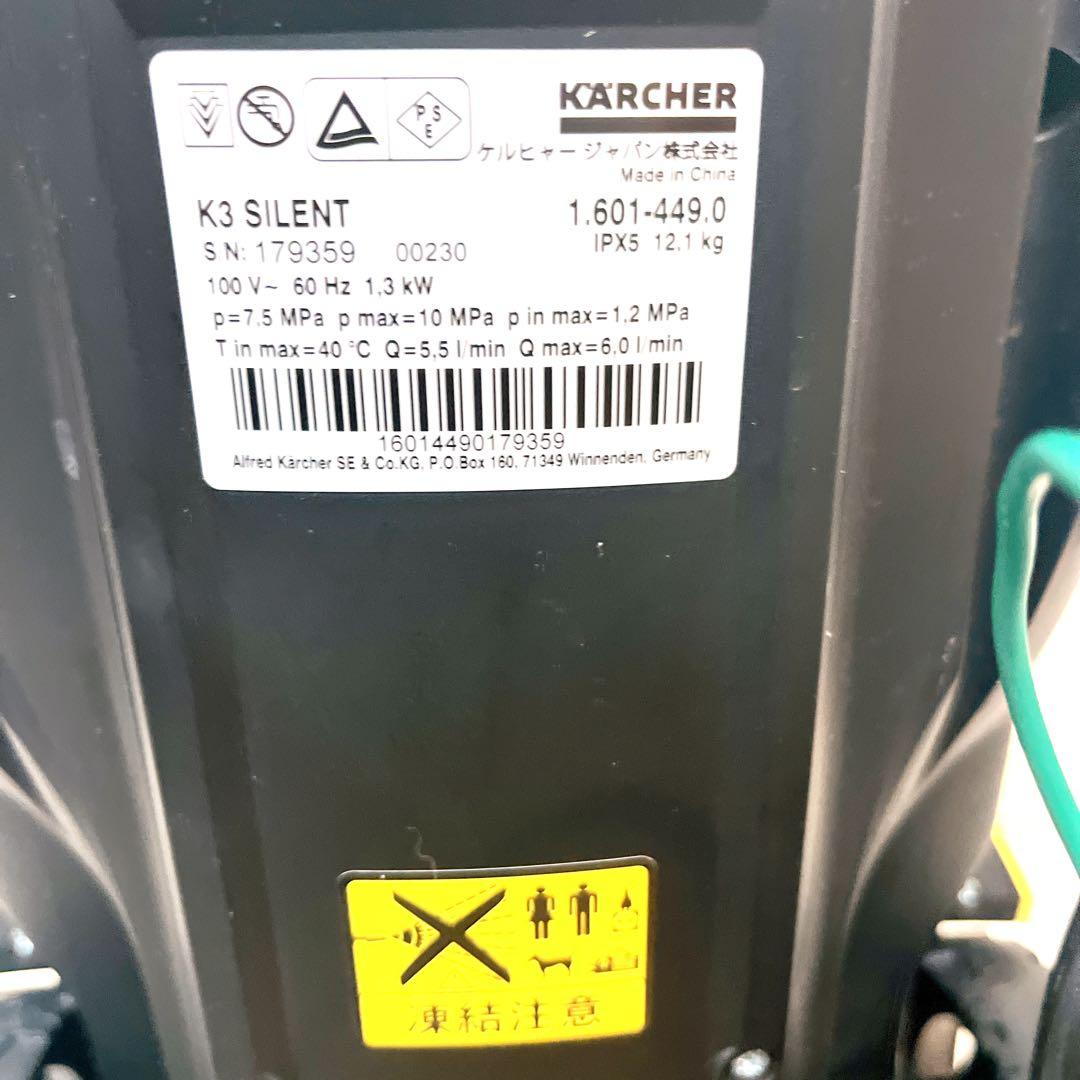 PSE
KÄRCHER
ケルヒャー ジャパン株式会社
Made in China
K3 SILENT 1.601-449.0
S.N: 179359 00230 IPX5 12.1 kg
100 V~ 60 Hz 1,3 kW
p=7.5 MPa p max=10 MPa p in max=1.2 MPa
T in max=40 °C Q=5,5 l/min Q max=6,0 l/min
16014490179359
Alfred Kärcher SE & Co.KG, P.O.Box 160, 71349 Winnenden, Germany
凍結注意